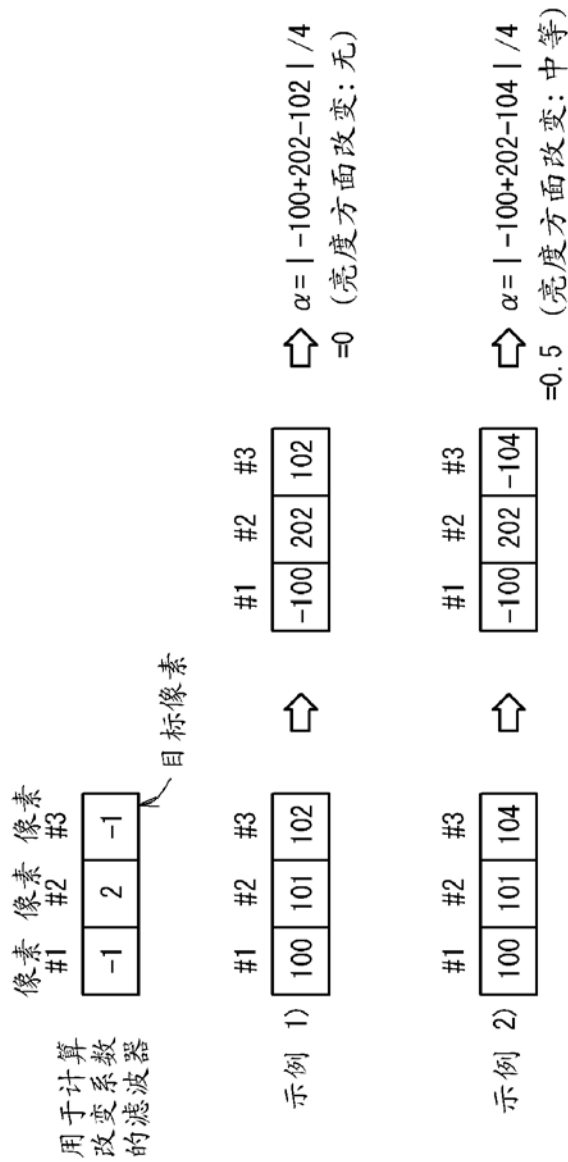 像素 像素 像素
#1 #2 #3
用于计算
改变系数
的滤波器
-1 2 -1
目标像素
#1 #2 #3
#1 #2 #3
示例 1)
100 101 102
-100 202 102
α=|-100+202-102|/4
=0 (亮度方面改变: 无)
#1 #2 #3
#1 #2 #3
示例 2)
100 101 104
-100 202 -104
α=|-100+202-104|/4
=0.5 (亮度方面改变: 中等)